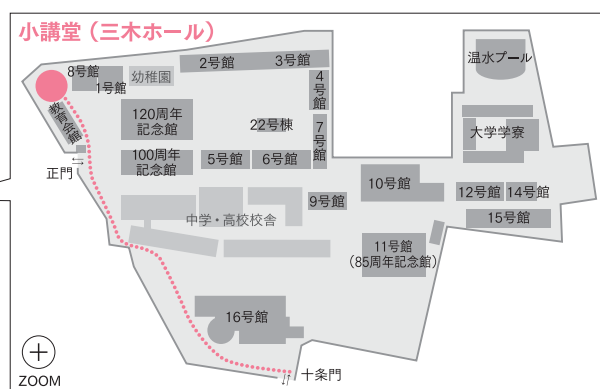 小講堂（三木ホール）
2号館
3号館
温水プール
8号館
1号館
幼稚園
4号館
教育会館
120周年
記念館
22号棟
7号館
大学学寮
正門
100周年
記念館
5号館
6号館
10号館
12号館
14号館
9号館
15号館
中学・高校校舎
11号館
（85周年記念館）
16号館
十条門
ZOOM